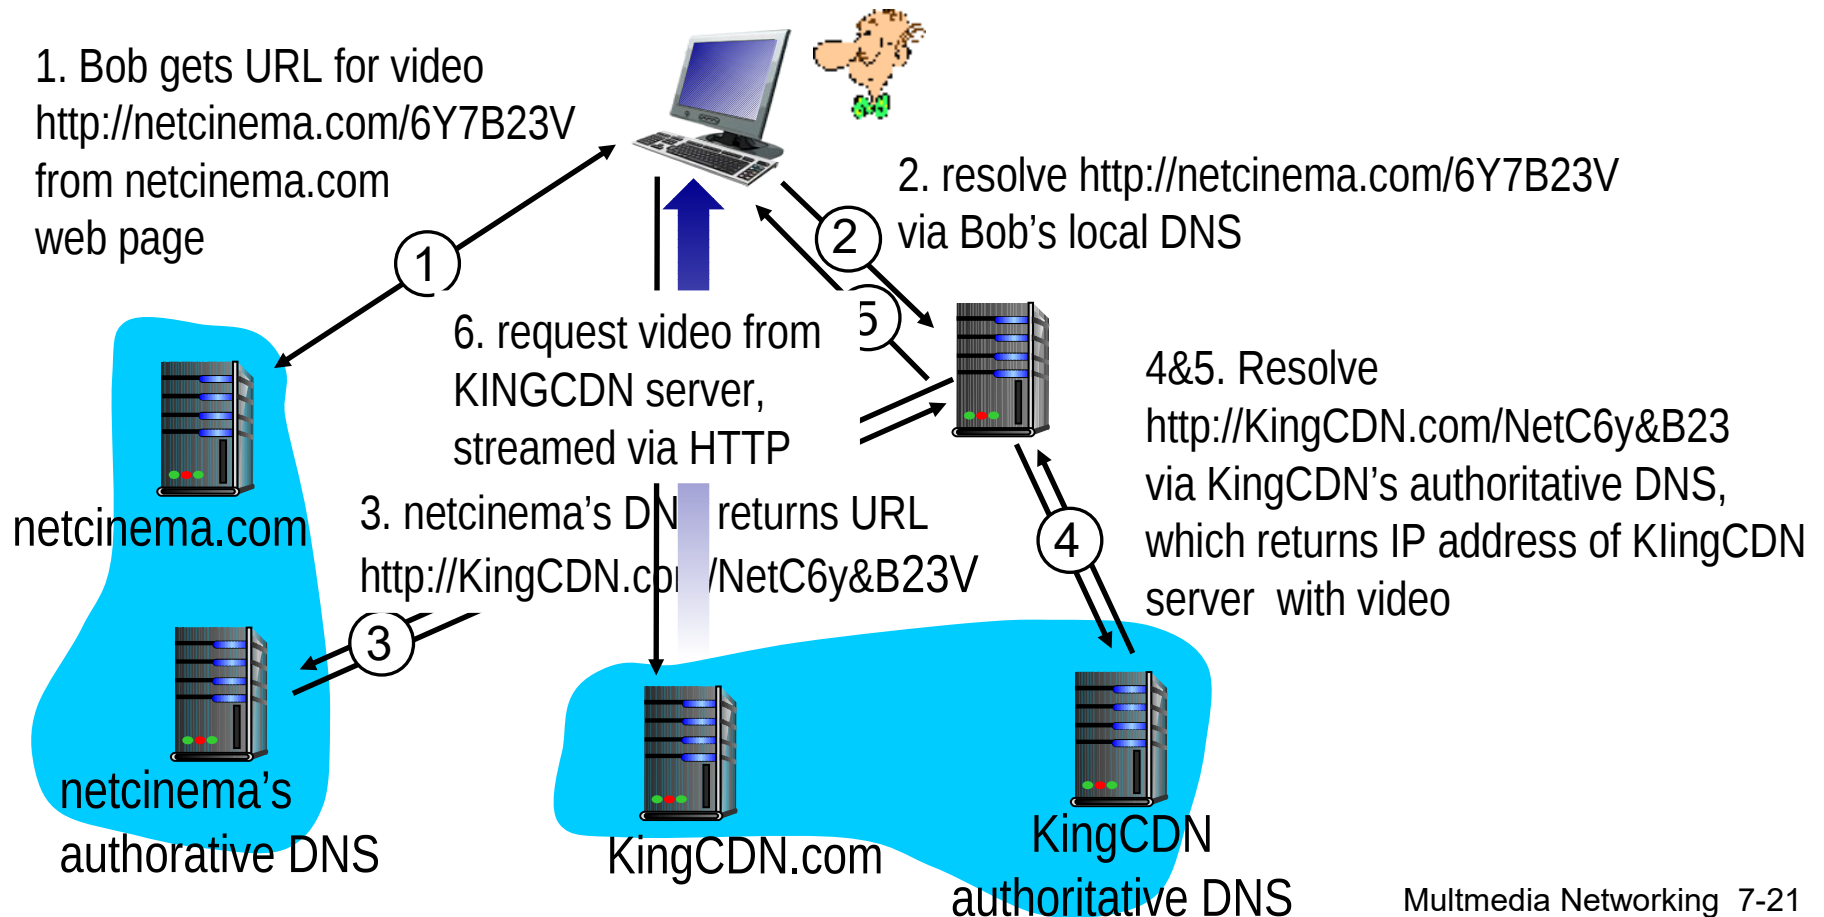 1. Bob gets URL for video
http://netcinema.com/6Y7B23V
from netcinema.com
web page
1
2. resolve http://netcinema.com/6Y7B23V
via Bob's local DNS
2
5
6. request video from
KINGCDN server,
streamed via HTTP
4&5. Resolve
http://KingCDN.com/NetC6y&B23
via KingCDN's authoritative DNS,
which returns IP address of KIingCDN
server with video
3. netcinema's DN returns URL
http://KingCDN.com/NetC6y&B23V
4
3
netcinema.com
netcinema's
authorative DNS
KingCDN.com
KingCDN
authoritative DNS
Multmedia Networking 7-21